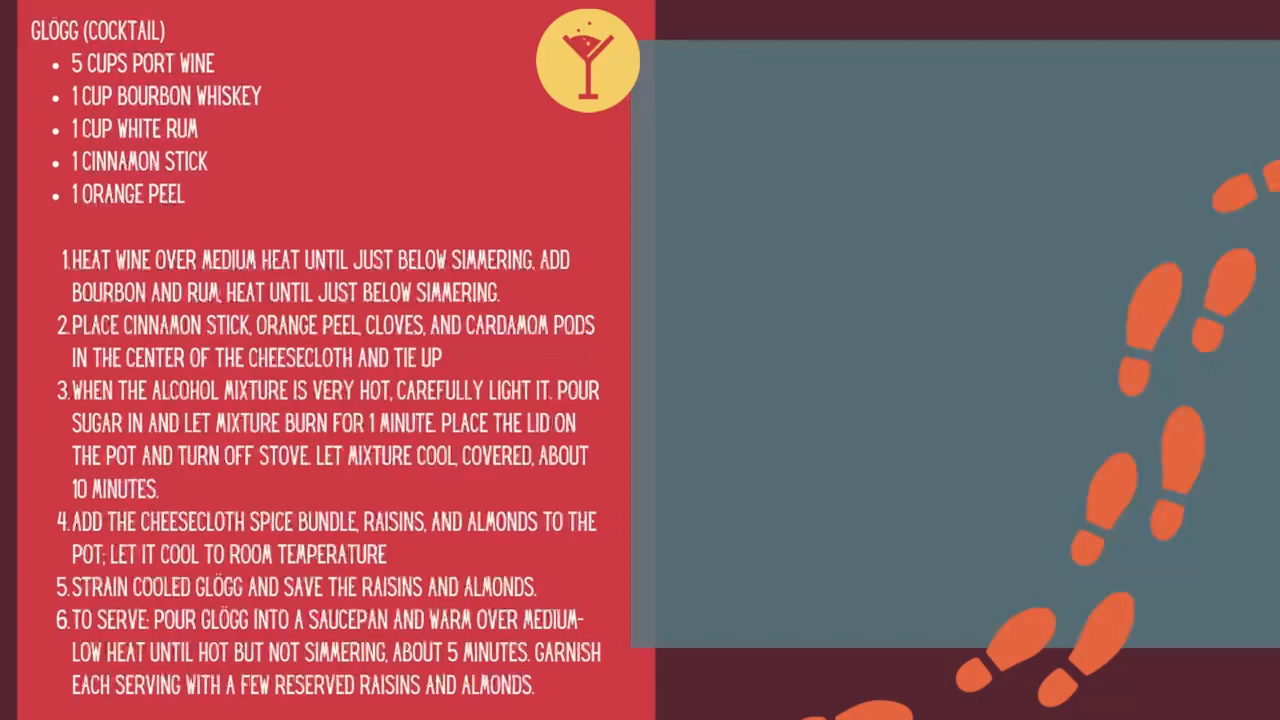 GLÖGG (COCKTAIL)
• 5 CUPS PORT WINE
• 1 CUP BOURBON WHISKEY
• 1 CUP WHITE RUM
• 1 CINNAMON STICK
• 1 ORANGE PEEL
1. HEAT WINE OVER MEDIUM HEAT UNTIL JUST BELOW SIMMERING. ADD
BOURBON AND RUM; HEAT UNTIL JUST BELOW SIMMERING.
2. PLACE CINNAMON STICK, ORANGE PEEL, CLOVES, AND CARDAMOM PODS
IN THE CENTER OF THE CHEESECLOTH AND TIE UP
3. WHEN THE ALCOHOL MIXTURE IS VERY HOT, CAREFULLY LIGHT IT. POUR
SUGAR IN AND LET MIXTURE BURN FOR 1 MINUTE. PLACE THE LID ON
THE POT AND TURN OFF STOVE. LET MIXTURE COOL, COVERED, ABOUT
10 MINUTES.
4. ADD THE CHEESECLOTH SPICE BUNDLE, RAISINS, AND ALMONDS TO THE
POT; LET IT COOL TO ROOM TEMPERATURE
5. STRAIN COOLED GLÖGG AND SAVE THE RAISINS AND ALMONDS.
6. TO SERVE: POUR GLÖGG INTO A SAUCEPAN AND WARM OVER MEDIUM-
LOW HEAT UNTIL HOT BUT NOT SIMMERING, ABOUT 5 MINUTES. GARNISH
EACH SERVING WITH A FEW RESERVED RAISINS AND ALMONDS.